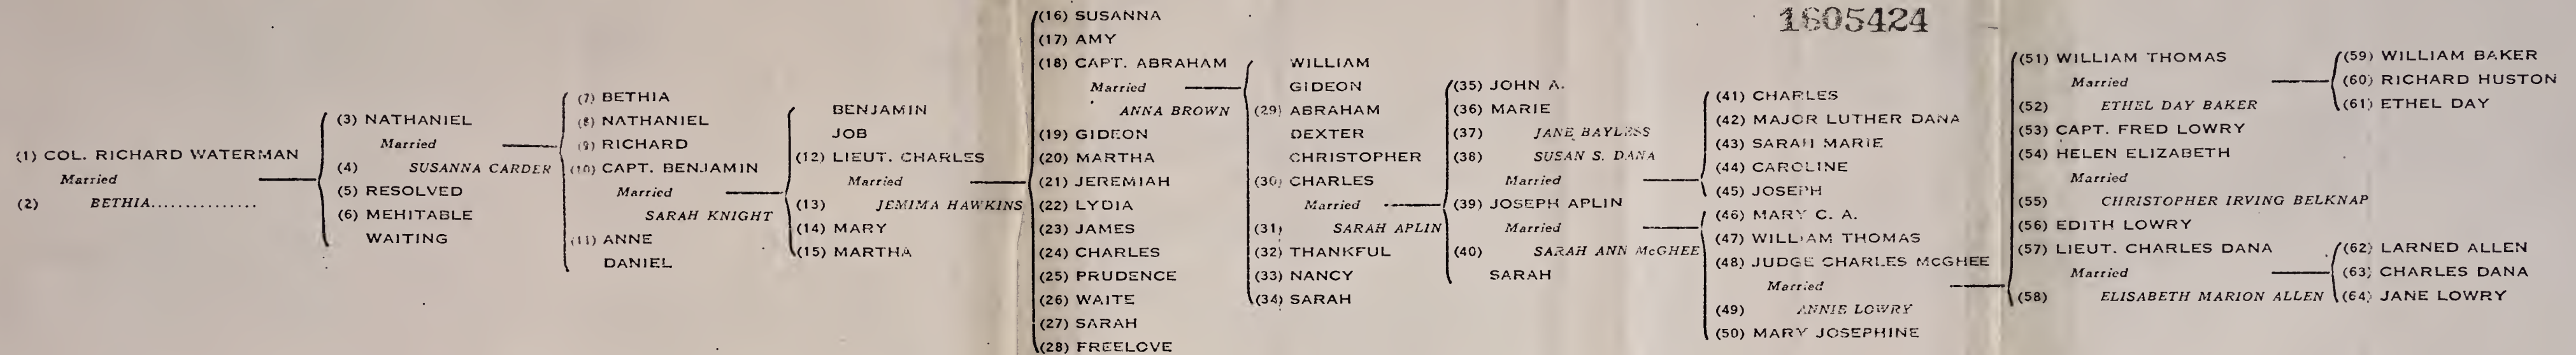 1605424
(1) COL. RICHARD WATERMAN
Married
(2) BETHIA...............
(3) NATHANIEL
Married
(4) SUSANNA CARDER
(5) RESOLVED
(6) MEHITABLE
WAITING
(7) BETHIA
(8) NATHANIEL
(9) RICHARD
(10) CAPT. BENJAMIN
Married
SARAH KNIGHT
(11) ANNE
DANIEL
BENJAMIN
JOB
(12) LIEUT. CHARLES
Married
(13) JEMIMA HAWKINS
(14) MARY
(15) MARTHA
(16) SUSANNA
(17) AMY
(18) CAPT. ABRAHAM
Married
ANNA BROWN
(19) GIDEON
(20) MARTHA
(21) JEREMIAH
(22) LYDIA
(23) JAMES
(24) CHARLES
(25) PRUDENCE
(26) WAITE
(27) SARAH
(28) FREELOVE
WILLIAM
GIDEON
(29) ABRAHAM
DEXTER
CHRISTOPHER
(30) CHARLES
Married
(31) SARAH APLIN
(32) THANKFUL
(33) NANCY
(34) SARAH
(35) JOHN A.
(36) MARIE
(37) JANE BAYLESS
(38) SUSAN S. DANA
Married
(39) JOSEPH APLIN
Married
(40) SARAH ANN McGHEE
SARAH
(41) CHARLES
(42) MAJOR LUTHER DANA
(43) SARAH MARIE
(44) CAROLINE
(45) JOSEPH
(46) MARY C. A.
(47) WILLIAM THOMAS
(48) JUDGE CHARLES McGHEE
Married
(49) ANNIE LOWRY
(50) MARY JOSEPHINE
(51) WILLIAM THOMAS
Married
(52) ETHEL DAY BAKER
(53) CAPT. FRED LOWRY
(54) HELEN ELIZABETH
Married
(55) CHRISTOPHER IRVING BELKNAP
(56) EDITH LOWRY
(57) LIEUT. CHARLES DANA
Married
(58) ELISABETH MARION ALLEN
(59) WILLIAM BAKER
(60) RICHARD HUSTON
(61) ETHEL DAY
(62) LARNED ALLEN
(63) CHARLES DANA
(64) JANE LOWRY